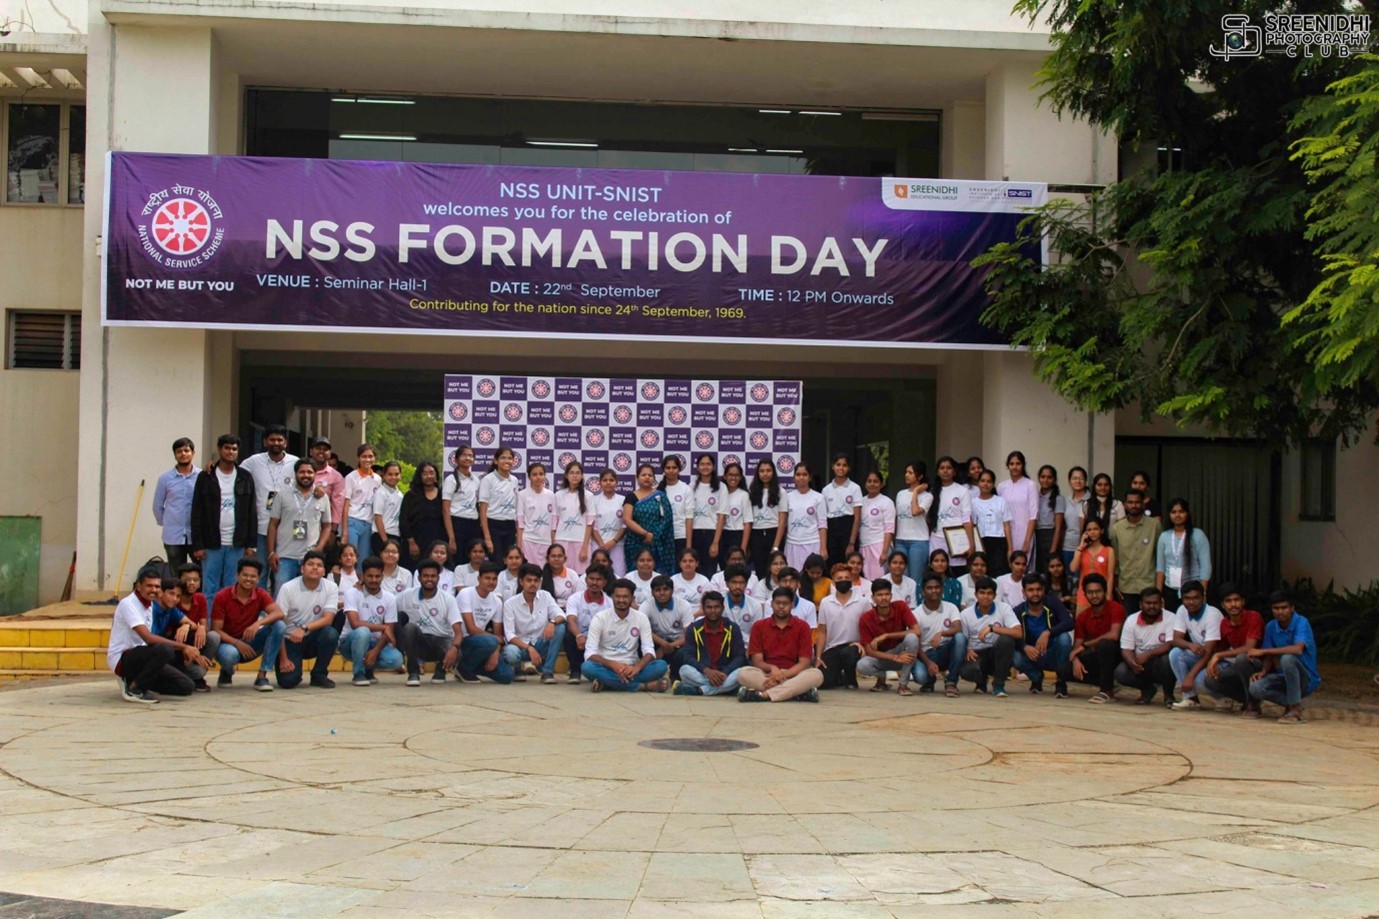 SREENIDHI
PHOTOGRAPHY
CLUB
NSS UNIT-SNIST
welcomes you for the celebration of
NSS FORMATION DAY
VENUE : Seminar Hall-1 DATE : 22nd September TIME : 12 PM Onwards
Contributing for the nation since 24th September, 1969.
राष्ट्रीय सेवा योजना
NATIONAL SERVICE SCHEME
NOT ME BUT YOU
SREENIDHI
EDUCATIONAL GROUP
SNIST
NOT ME
BUT YOU